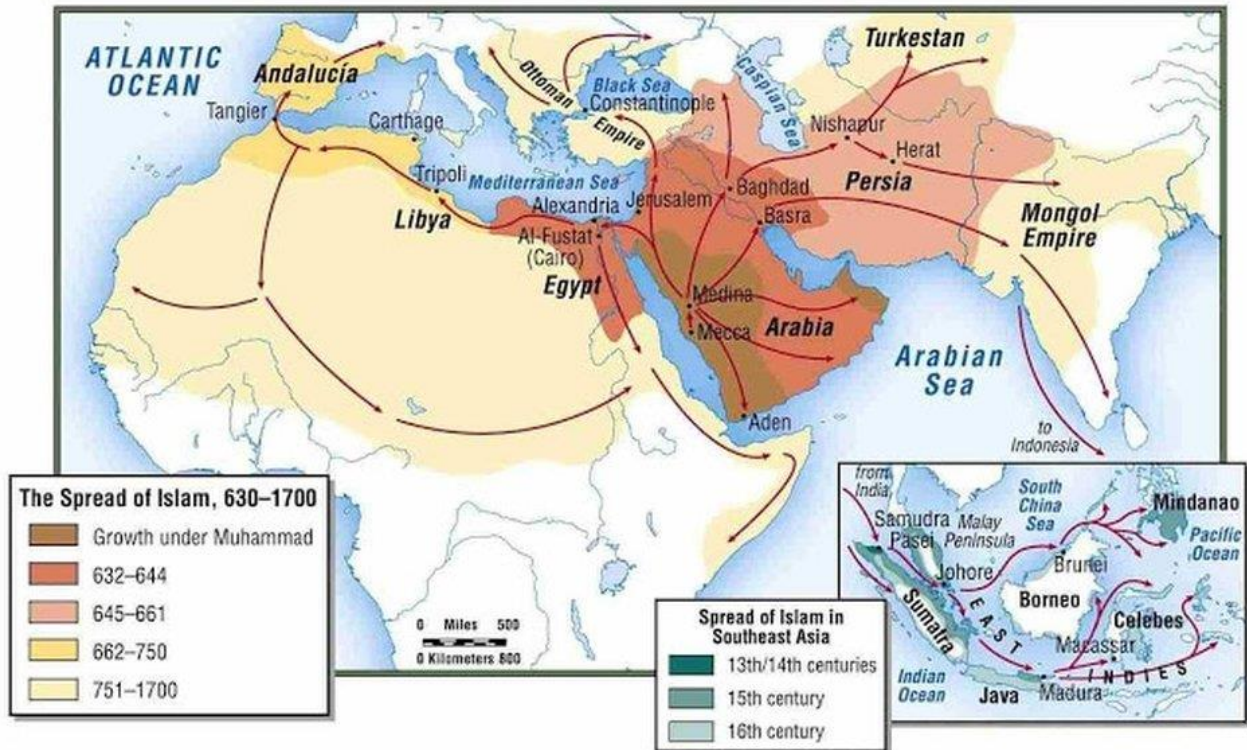 ATLANTIC
OCEAN
Andalucía
Tangier
Carthage
Tripoli
Mediterranean Sea
Libya
Alexandria
Al-Fustat
(Cairo)
Egypt
Jerusalem
Ottoman
Empire
Black Sea
Constantinople
Caspian Sea
Turkestan
Nishapur
Herat
Persia
Baghdad
Basra
Mongol
Empire
Medina
Mecca
Arabia
Aden
Arabian
Sea
to
Indonesia
The Spread of Islam, 630–1700
Growth under Muhammad
632–644
645–661
662–750
751–1700
0 Miles 500
0 Kilometers 800
Spread of Islam in
Southeast Asia
13th/14th centuries
15th century
16th century
from
India
Samudra
Pasei
Malay
Peninsula
South
China
Sea
Mindanao
Pacific
Ocean
Johore
Brunei
Borneo
Sumatra
Celebes
Macassar
EAST
INDIES
Indian
Ocean
Java
Madura